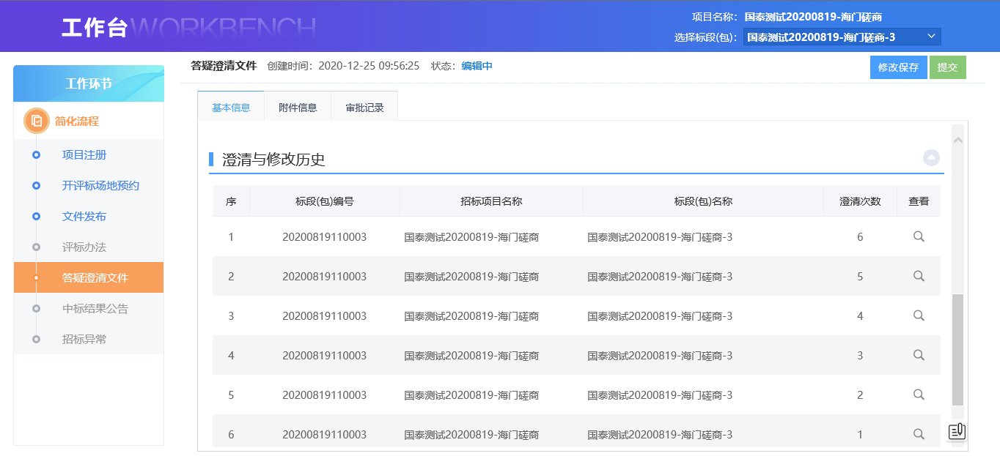 工作台WORKBENCH
项目名称： 国泰测试20200819-海门磋商
选择标段(包)： 国泰测试20200819-海门磋商-3
工作环节
简化流程
项目注册
开评标场地预约
文件发布
评标办法
答疑澄清文件
中标结果公告
招标异常
答疑澄清文件 创建时间：2020-12-25 09:56:25 状态：编辑中
修改保存 提交
基本信息 附件信息 审批记录
澄清与修改历史
序 标段(包)编号 招标项目名称 标段(包)名称 澄清次数 查看
1 20200819110003 国泰测试20200819-海门磋商 国泰测试20200819-海门磋商-3 6
2 20200819110003 国泰测试20200819-海门磋商 国泰测试20200819-海门磋商-3 5
3 20200819110003 国泰测试20200819-海门磋商 国泰测试20200819-海门磋商-3 4
4 20200819110003 国泰测试20200819-海门磋商 国泰测试20200819-海门磋商-3 3
5 20200819110003 国泰测试20200819-海门磋商 国泰测试20200819-海门磋商-3 2
6 20200819110003 国泰测试20200819-海门磋商 国泰测试20200819-海门磋商-3 1